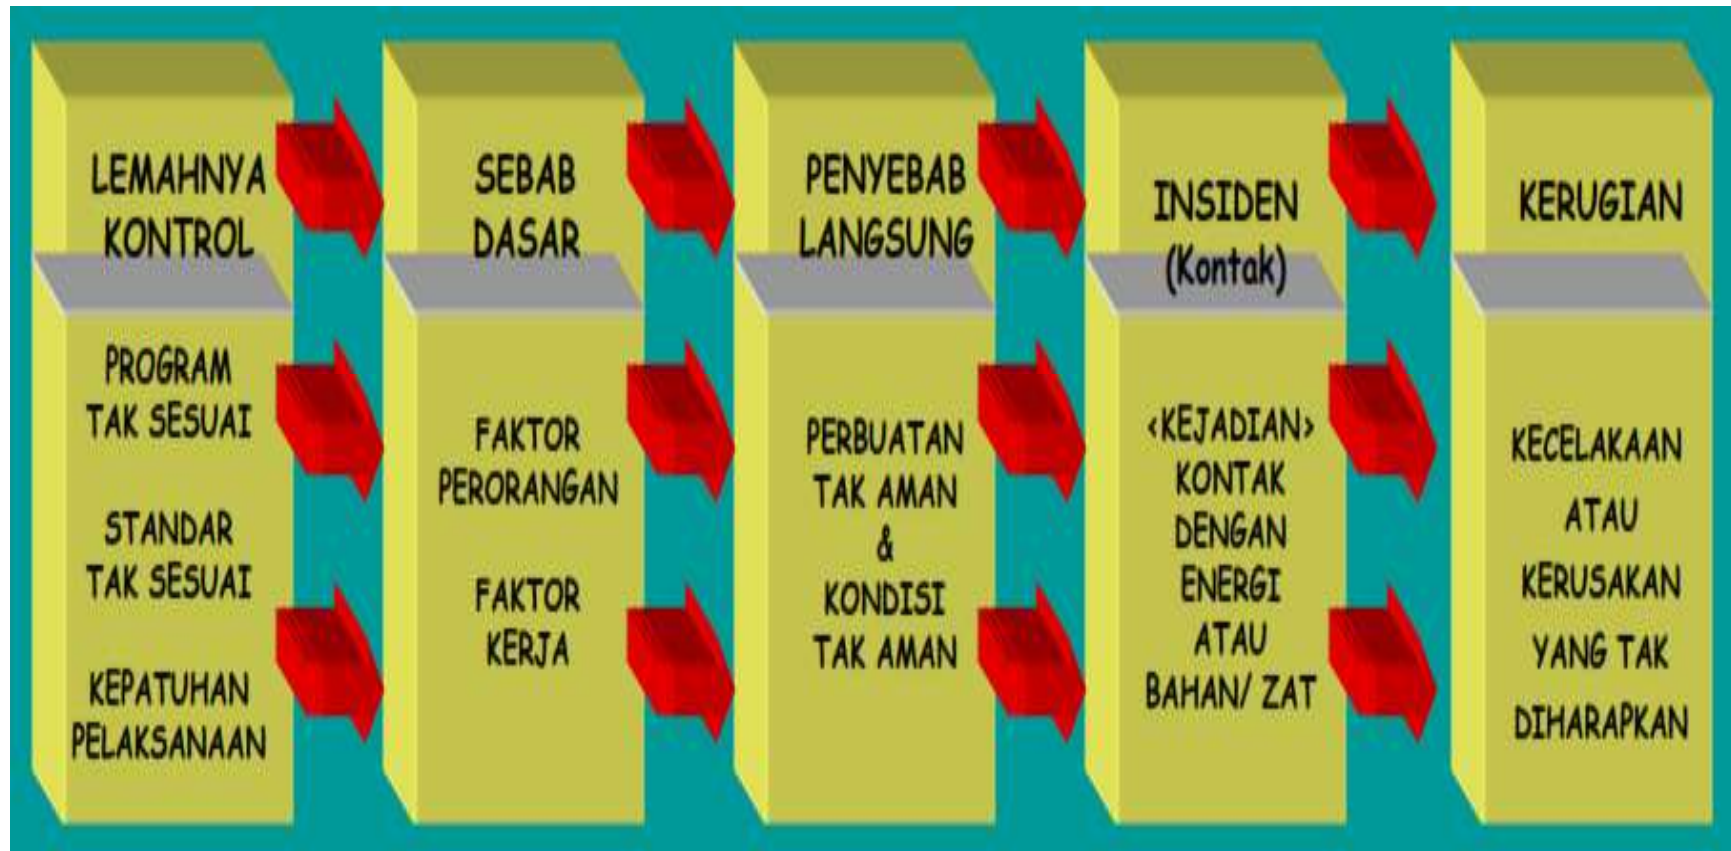 LEMAHNYA
KONTROL
PROGRAM
TAK SESUAI
STANDAR
TAK SESUAI
KEPATUHAN
PELAKSANAAN
SEBAB
DASAR
FAKTOR
PERORANGAN
FAKTOR
KERJA
PENYEBAB
LANGSUNG
PERBUATAN
TAK AMAN
&
KONDISI
TAK AMAN
INSIDEN
(Kontak)
<KEJADIAN>
KONTAK
DENGAN
ENERGI
ATAU
BAHAN/ ZAT
KERUGIAN
KECELAKAAN
ATAU
KERUSAKAN
YANG TAK
DIHARAPKAN